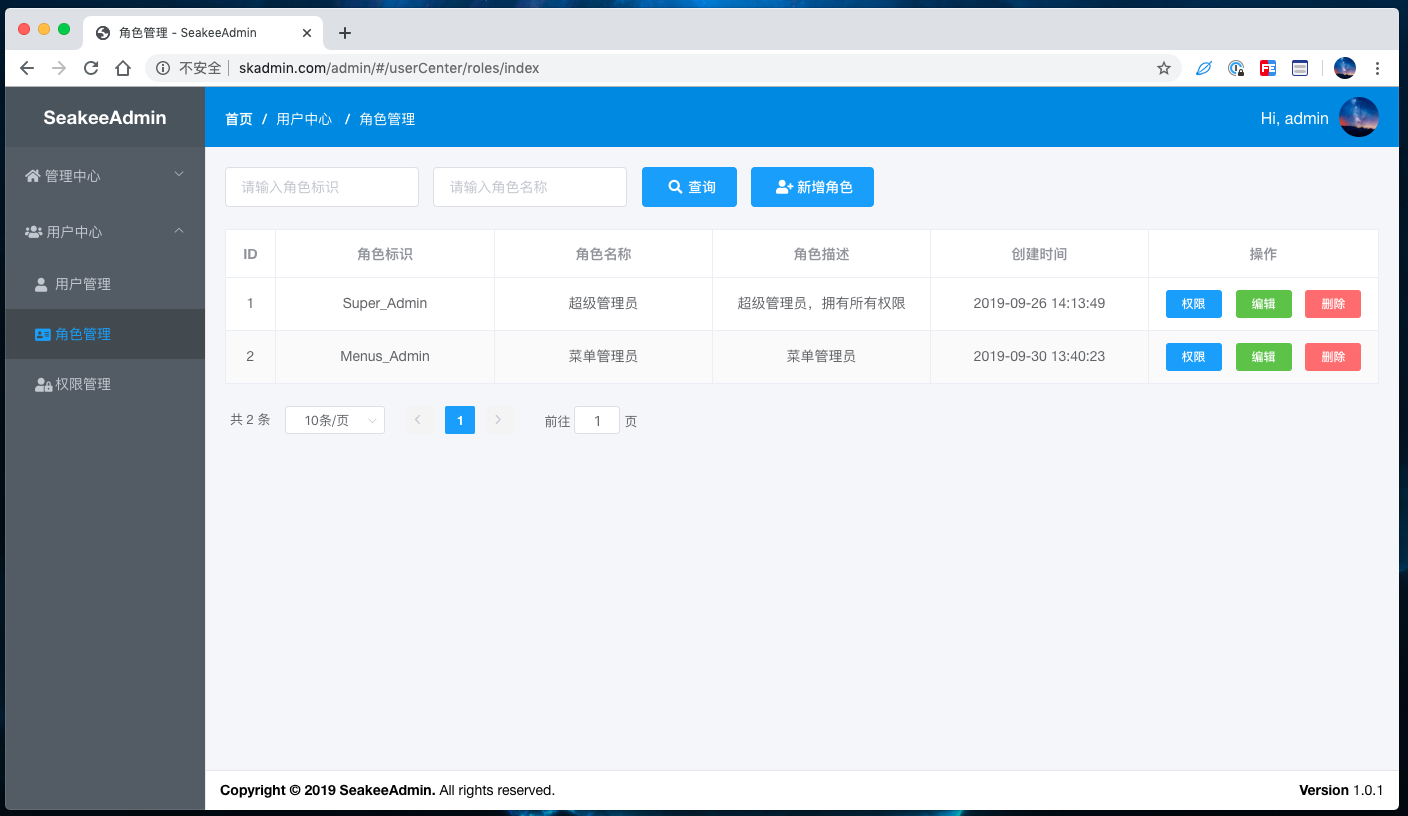 角色管理 - SeakeeAdmin
不安全 skadmin.com/admin/#/userCenter/roles/index
FE
SeakeeAdmin
首页 / 用户中心 / 角色管理
Hi, admin
管理中心
用户中心
用户管理
角色管理
权限管理
请输入角色标识 请输入角色名称 查询 新增角色
ID 角色标识 角色名称 角色描述 创建时间 操作
1 Super_Admin 超级管理员 超级管理员，拥有所有权限 2019-09-26 14:13:49 权限 编辑 删除
2 Menus_Admin 菜单管理员 菜单管理员 2019-09-30 13:40:23 权限 编辑 删除
共 2 条 10条/页 1 前往 1 页
Copyright © 2019 SeakeeAdmin. All rights reserved.
Version 1.0.1